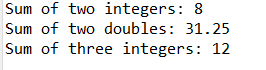 Sum of two integers: 8
Sum of two doubles: 31.25
Sum of three integers: 12